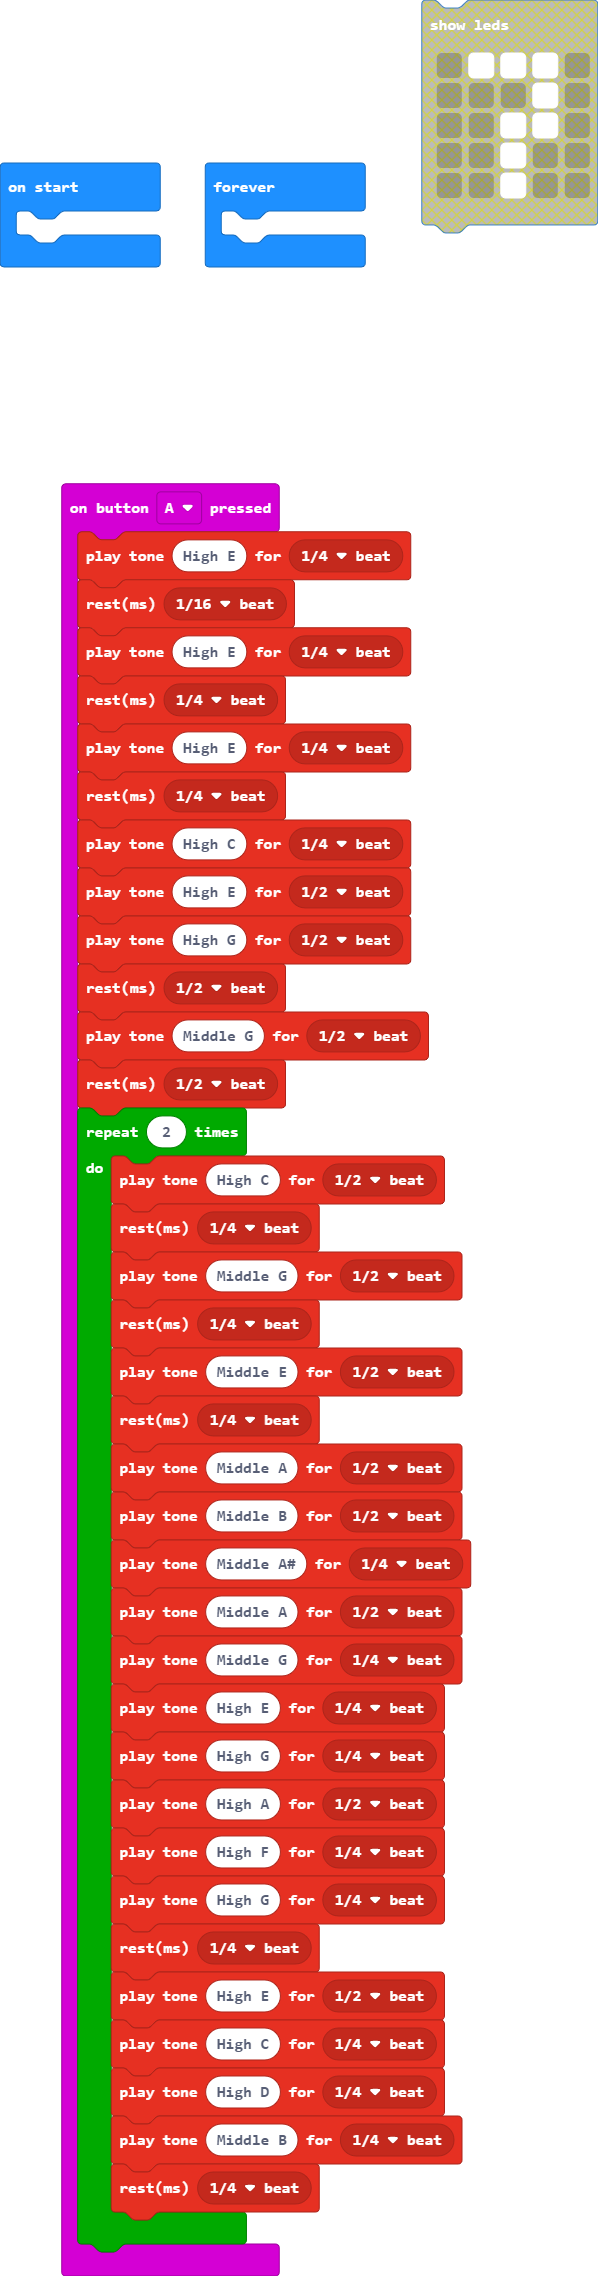 show leds
on start
forever
on button A pressed
play tone High E for 1/4 beat
rest(ms) 1/16 beat
play tone High E for 1/4 beat
rest(ms) 1/4 beat
play tone High E for 1/4 beat
rest(ms) 1/4 beat
play tone High C for 1/4 beat
play tone High E for 1/2 beat
play tone High G for 1/2 beat
rest(ms) 1/2 beat
play tone Middle G for 1/2 beat
rest(ms) 1/2 beat
repeat 2 times
do
play tone High C for 1/2 beat
rest(ms) 1/4 beat
play tone Middle G for 1/2 beat
rest(ms) 1/4 beat
play tone Middle E for 1/2 beat
rest(ms) 1/4 beat
play tone Middle A for 1/2 beat
play tone Middle B for 1/2 beat
play tone Middle A# for 1/4 beat
play tone Middle A for 1/2 beat
play tone Middle G for 1/4 beat
play tone High E for 1/4 beat
play tone High G for 1/4 beat
play tone High A for 1/2 beat
play tone High F for 1/4 beat
play tone High G for 1/4 beat
rest(ms) 1/4 beat
play tone High E for 1/2 beat
play tone High C for 1/4 beat
play tone High D for 1/4 beat
play tone Middle B for 1/4 beat
rest(ms) 1/4 beat